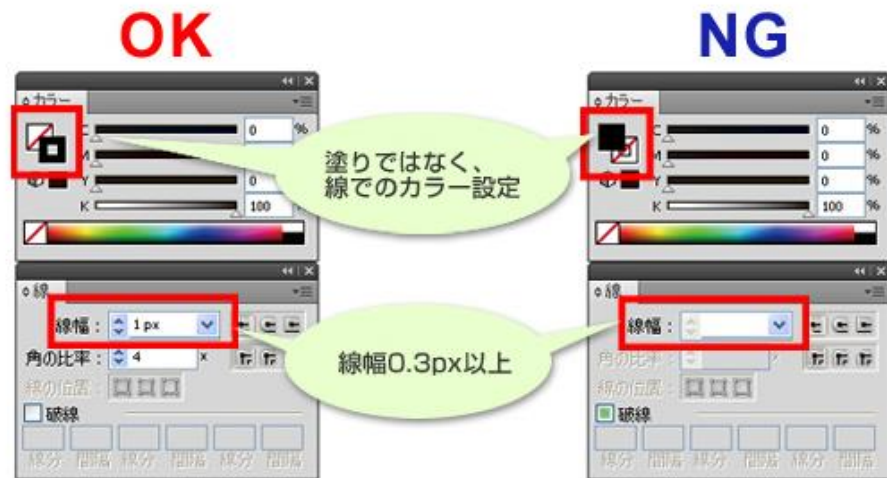 OK
NG
カラー
C 0 %
M 0 %
Y 0 %
K 100 %
線
線幅： 1 px
角の比率： 4 x
線の位置：
破線
線分 間隔 線分 間隔 線分 間隔
塗りではなく、
線でのカラー設定
線幅0.3px以上
カラー
C 0 %
M 0 %
Y 0 %
K 100 %
線
線幅：
角の比率：
線の位置：
破線
線分 間隔 線分 間隔 線分 間隔